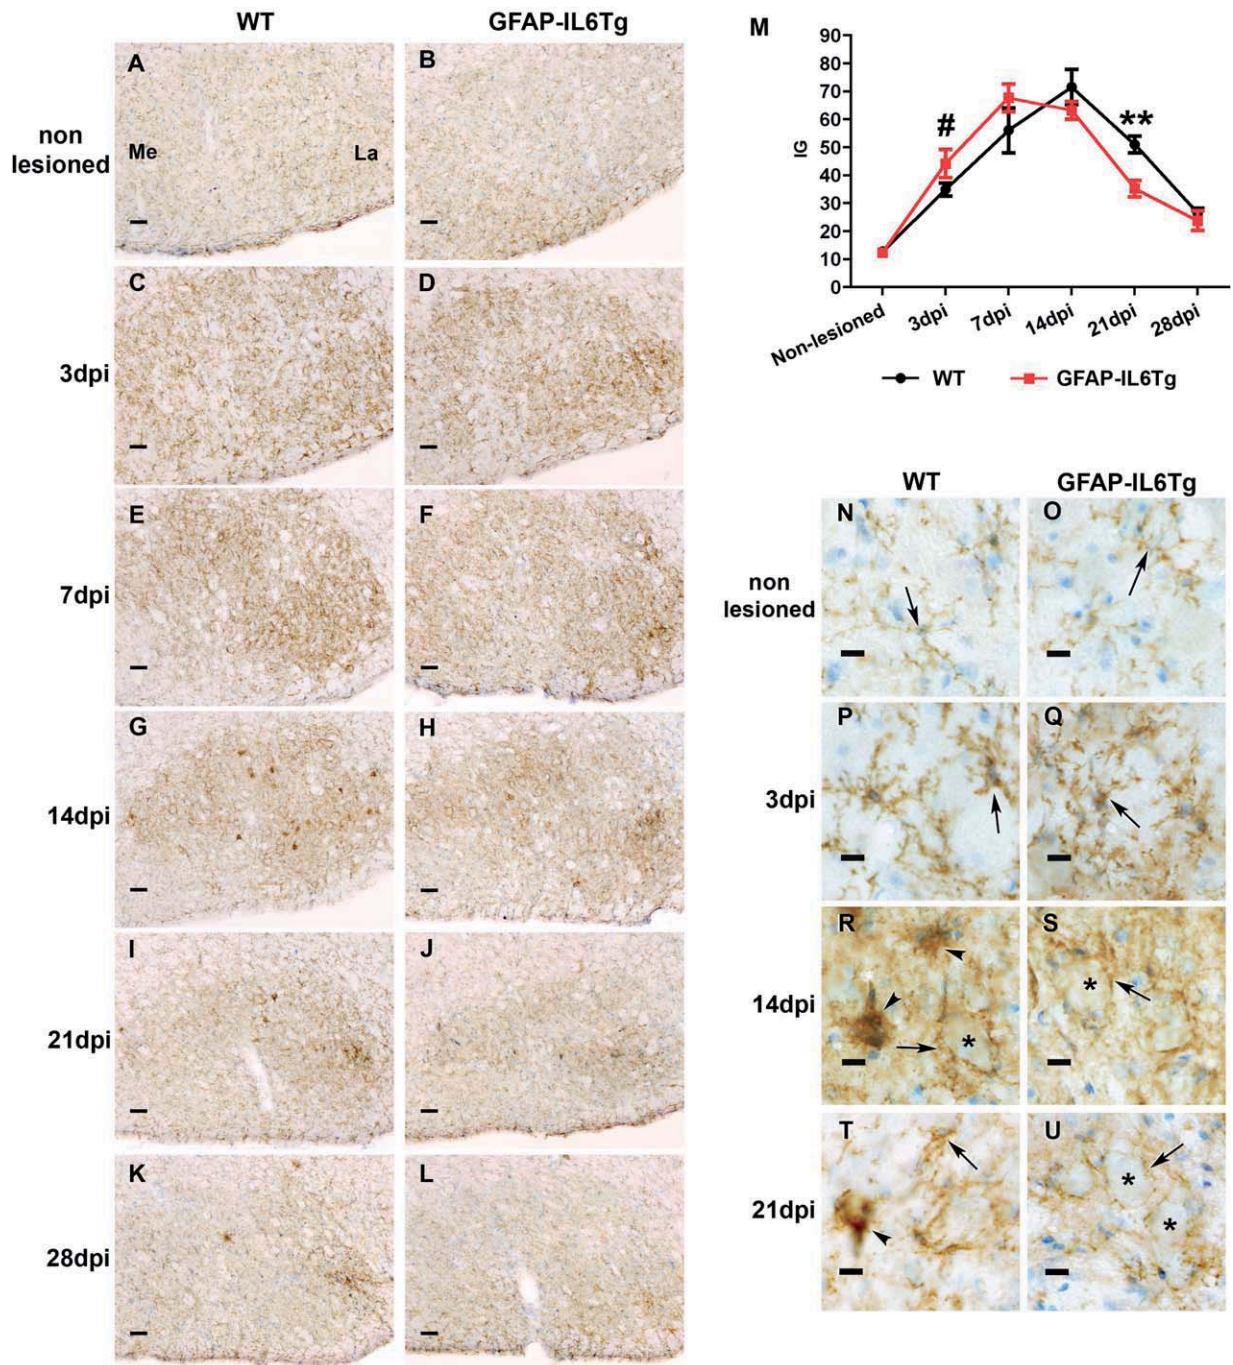 WT GFAP-IL6Tg
A B
non
lesioned
Me La
C D
3dpi
E F
7dpi
G H
14dpi
I J
21dpi
K L
28dpi
M
90
80
70
60
50
40
30
20
10
0
IG
#
**
Non-lesioned 3dpi 7dpi 14dpi 21dpi 28dpi
WT GFAP-IL6Tg
WT GFAP-IL6Tg
N O
non
lesioned
P Q
3dpi
R S
* *
14dpi
T U
*
*
21dpi